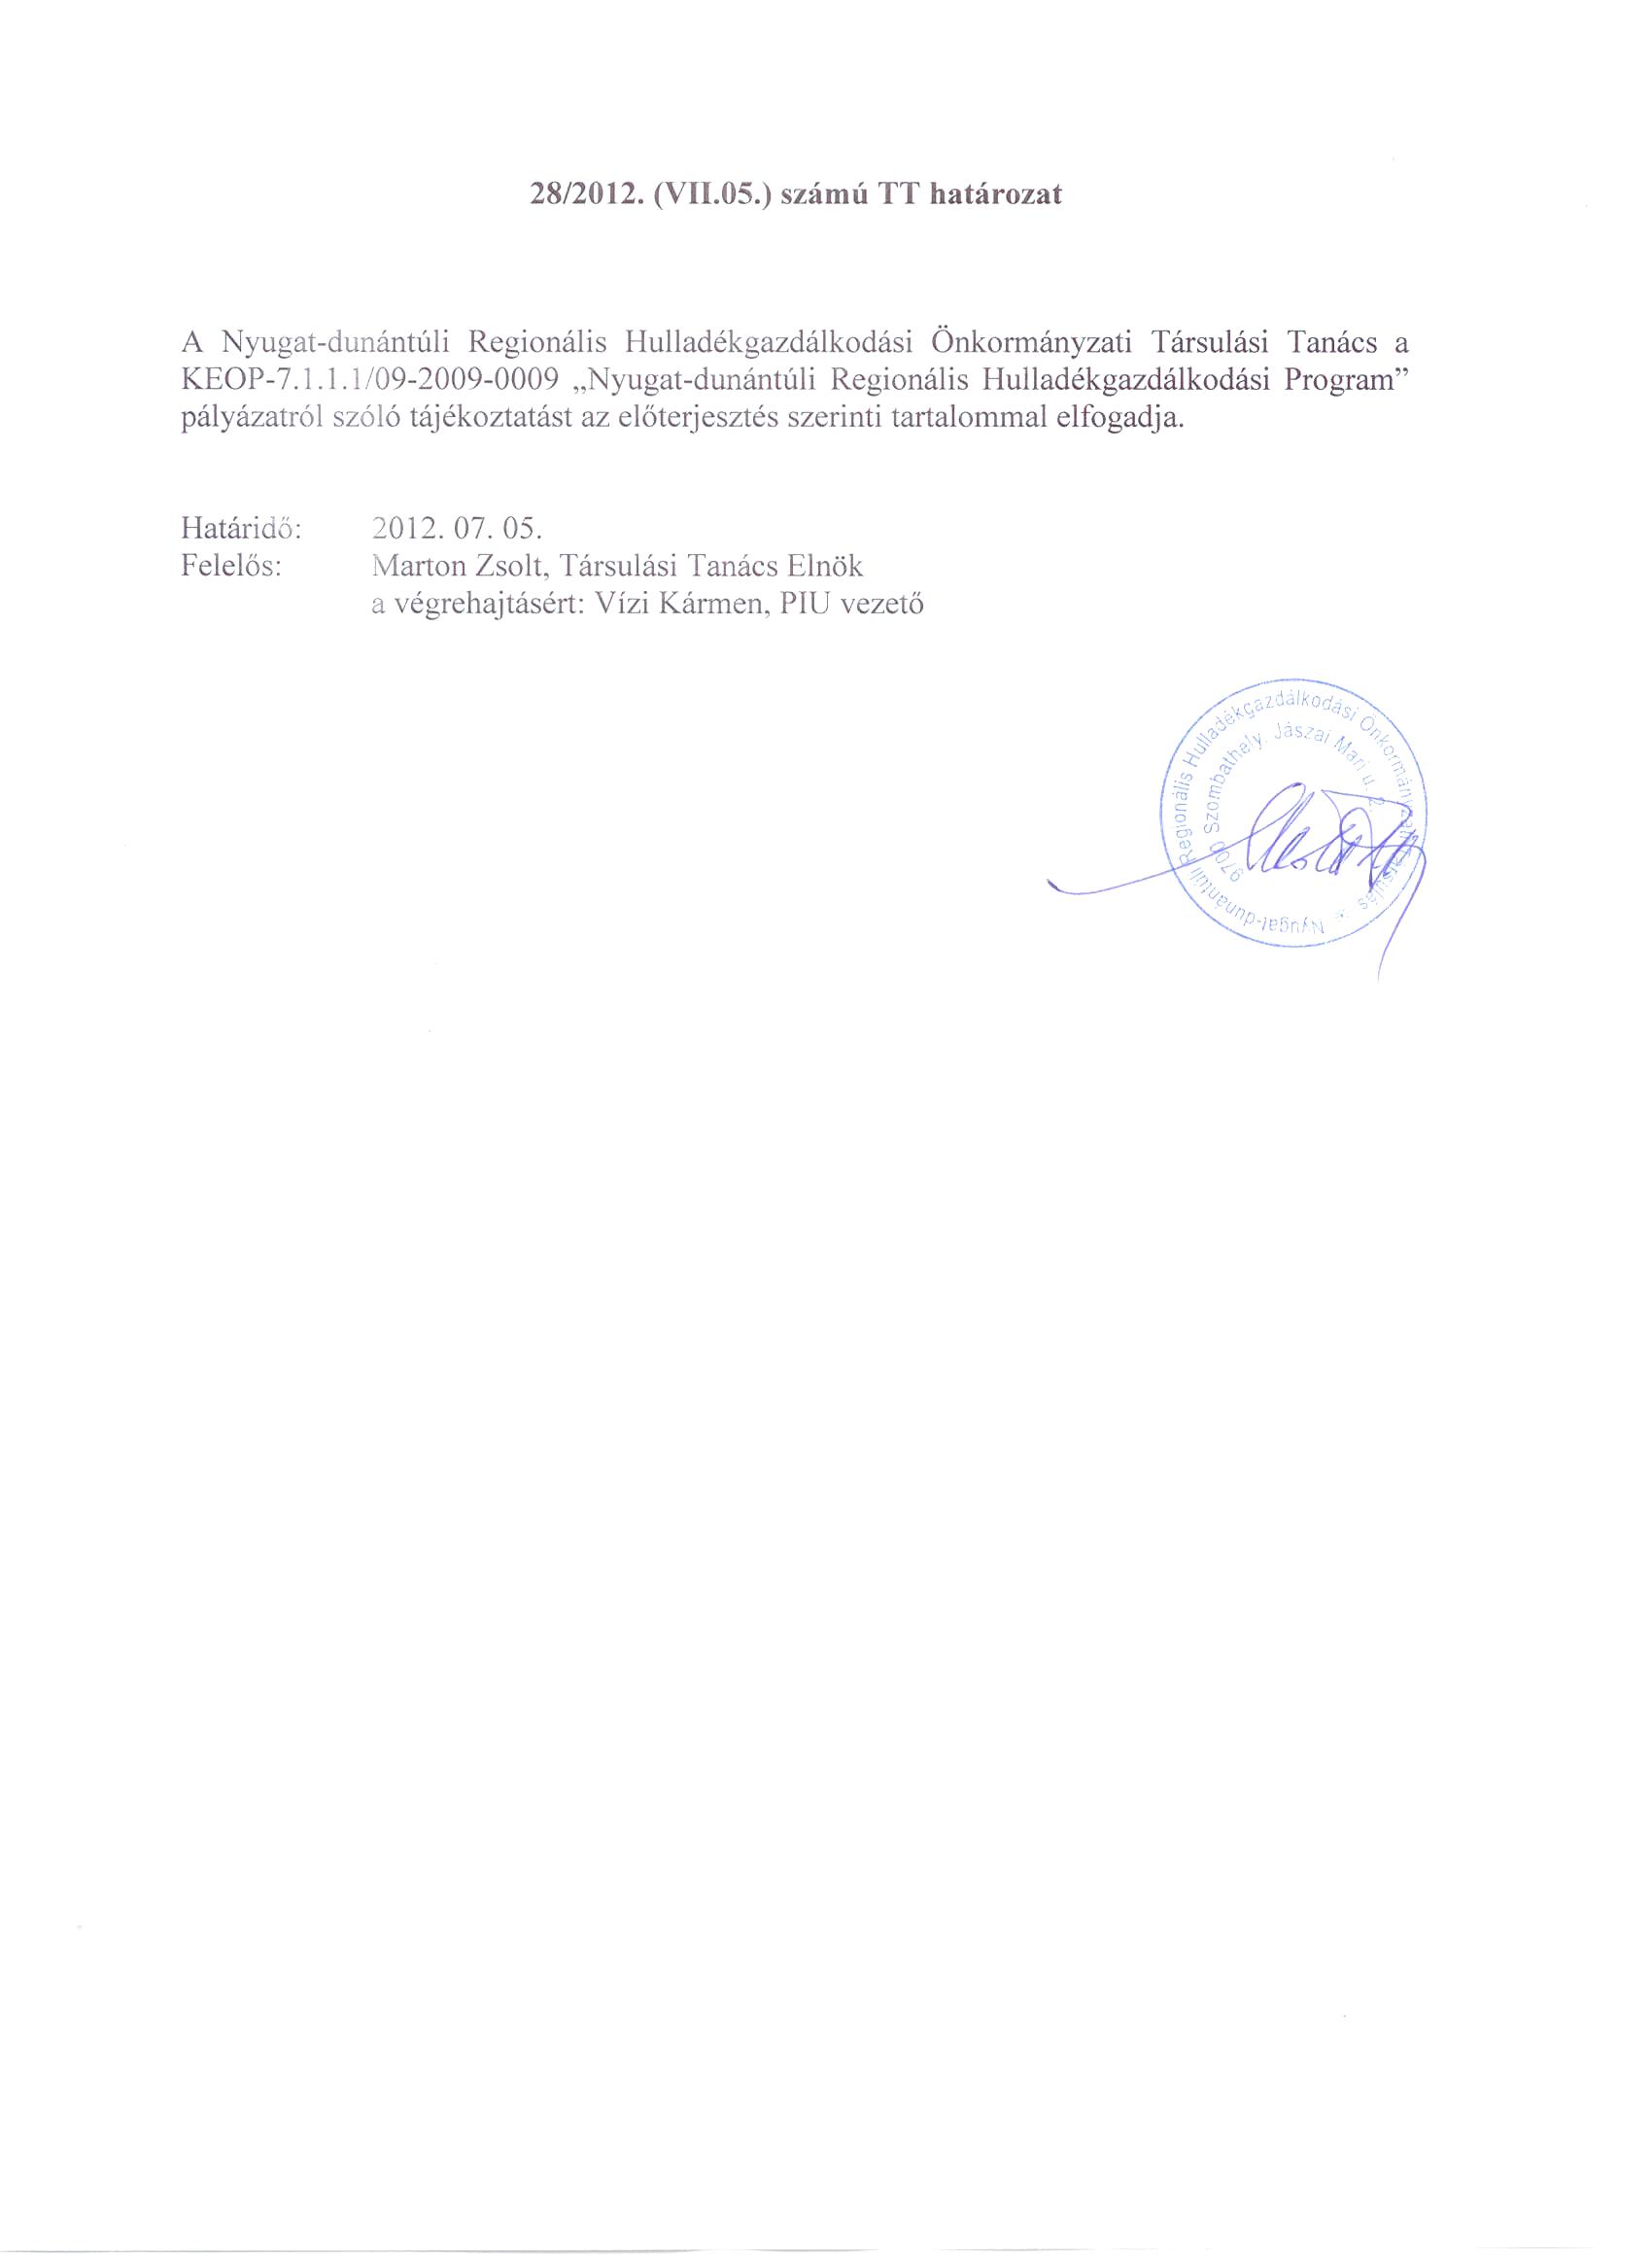 28/2012. (VII.05.) számú TT határozat
A Nyugat-dunántúli Regionális Hulladékgazdálkodási Önkormányzati Társulási Tanács a
KEOP-7.1.1.1/09-2009-0009 „Nyugat-dunántúli Regionális Hulladékgazdálkodási Program”
pályázatról szóló tájékoztatást az előterjesztés szerinti tartalommal elfogadja.
Határidő: 2012. 07. 05.
Felelős: Marton Zsolt, Társulási Tanács Elnök
a végrehajtásért: Vízi Kármen, PIU vezető
Nyugat-dunántúli Regionális Hulladékgazdálkodási Önkormányzati Társulás *
9700 Szombathely, Jászai Mari u. 2.